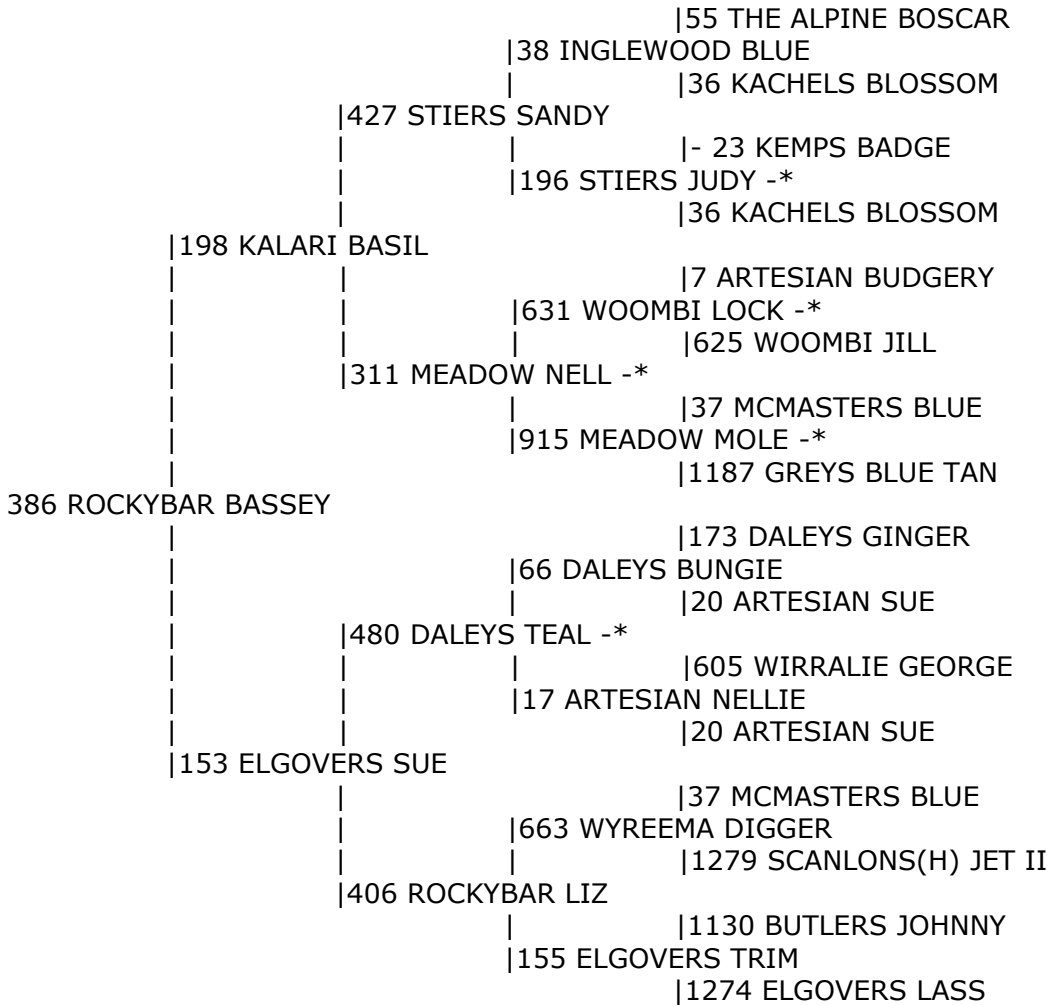 |55 THE ALPINE BOSCAR
|38 INGLEWOOD BLUE
| |36 KACHELS BLOSSOM
|427 STIERS SANDY
| | |- 23 KEMPS BADGE
| |196 STIERS JUDY -*
| |36 KACHELS BLOSSOM
|198 KALARI BASIL
| | |7 ARTESIAN BUDGERY
| | |631 WOOMBI LOCK -*
| | | |625 WOOMBI JILL
| |311 MEADOW NELL -*
| | |37 MCMASTERS BLUE
| |915 MEADOW MOLE -*
| |1187 GREYS BLUE TAN
386 ROCKYBAR BASSEY
| |173 DALEYS GINGER
| |66 DALEYS BUNGIE
| | |20 ARTESIAN SUE
| |480 DALEYS TEAL -*
| | | |605 WIRRALIE GEORGE
| | |17 ARTESIAN NELLIE
| | |20 ARTESIAN SUE
|153 ELGOVERS SUE
| |37 MCMASTERS BLUE
| |663 WYREEMA DIGGER
| | |1279 SCANLONS(H) JET II
|406 ROCKYBAR LIZ
| |1130 BUTLERS JOHNNY
|155 ELGOVERS TRIM
|1274 ELGOVERS LASS